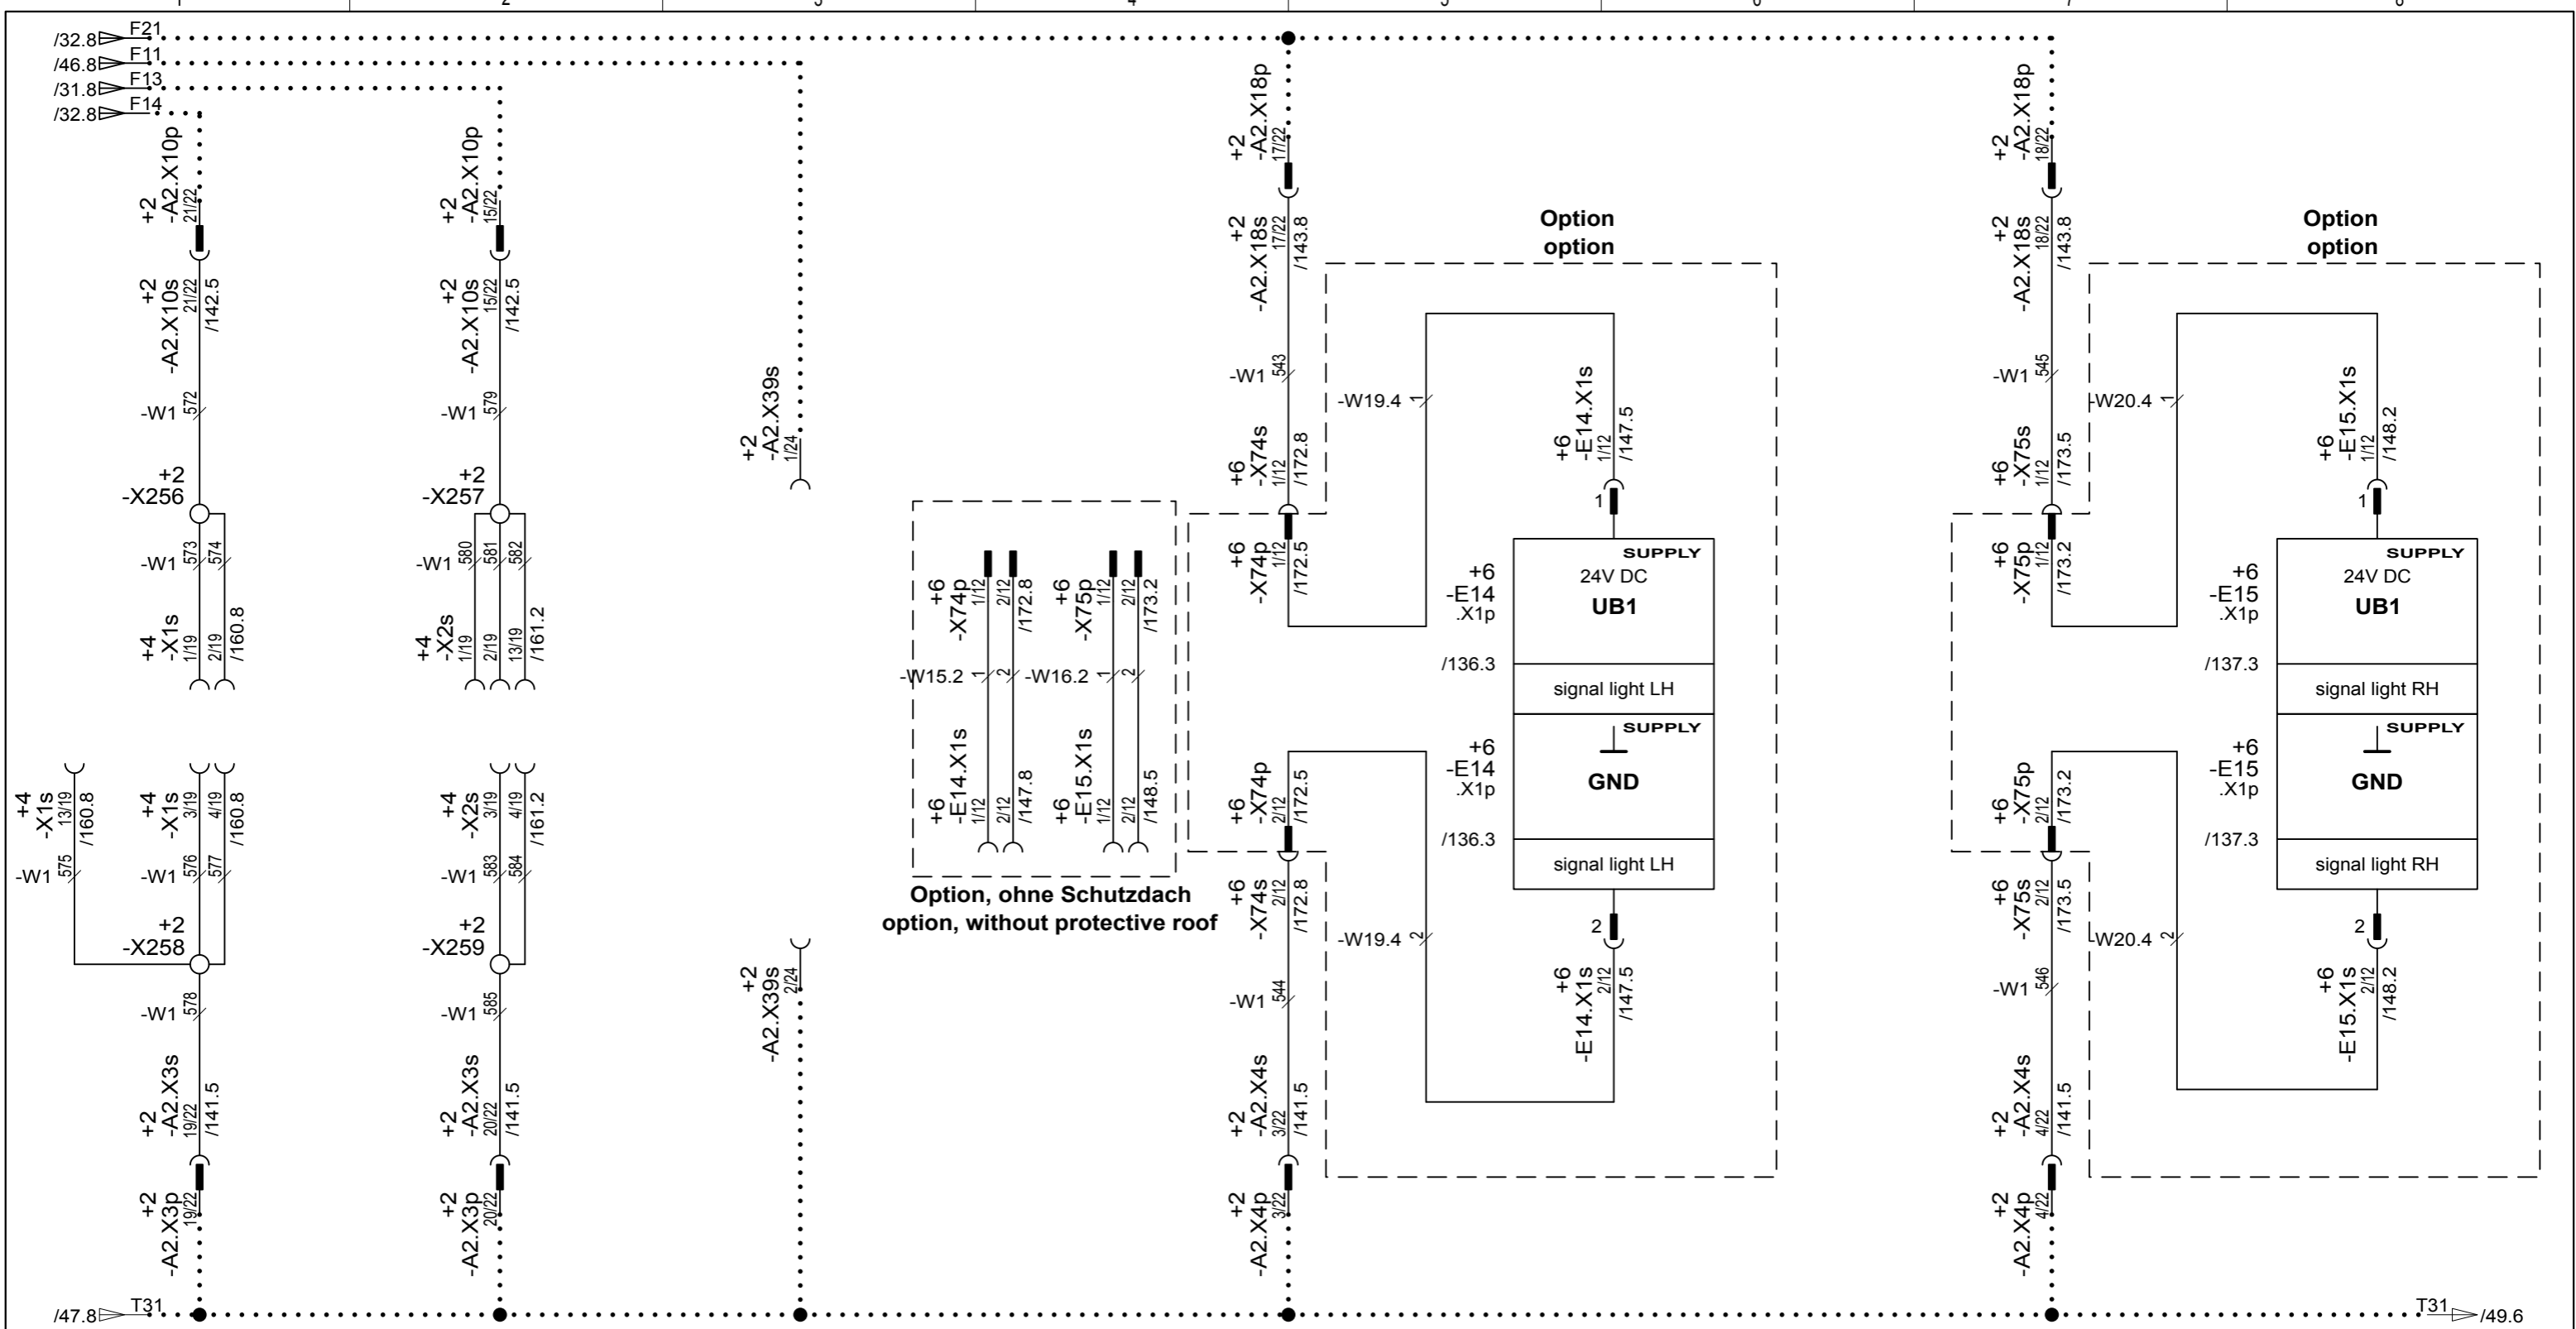 1 2 3 4 5 6 7 8
/32.8 F21
/46.8 F11
/31.8 F13
/32.8 F14
+2
-A2.X10p
21/22
+2
-A2.X10s
21/22
/142.5
-W1 572
+2
-X256
-W1 573 574
+4
-X1s
1/19
2/19
/160.8
+4
-X1s
13/19
/160.8
-W1 575
+4
-X1s
3/19
4/19
/160.8
-W1 576 577
+2
-X258
-W1 578
+2
-A2.X3s
19/22
/141.5
+2
-A2.X3p
19/22
+2
-A2.X10p
15/22
+2
-A2.X10s
15/22
/142.5
-W1 579
+2
-X257
-W1 580 581 582
+4
-X2s
1/19
2/19
13/19
/161.2
+4
-X2s
3/19
4/19
/161.2
-W1 583 584
+2
-X259
-W1 585
+2
-A2.X3s
20/22
/141.5
+2
-A2.X3p
20/22
+2
-A2.X39s
1/24
+2
-A2.X39s
2/24
+6
-X74p
1/12
2/12
/172.8
-W15.2 1 2
+6
-E14.X1s
1/12
2/12
/147.8
+6
-X75p
1/12
2/12
/173.2
-W16.2 1 2
+6
-E15.X1s
1/12
2/12
/148.5
Option, ohne Schutzdach
option, without protective roof
+2
-A2.X18p
17/22
+2
-A2.X18s
17/22
/143.8
-W1 543
+6
-X74s
1/12
/172.8
+6
-X74p
1/12
/172.5
Option
option
-W19.4 1
+6
-E14.X1s
1/12
/147.5
1
SUPPLY
24V DC
UB1
+6
-E14
.X1p
/136.3
signal light LH
SUPPLY
GND
+6
-E14
.X1p
/136.3
signal light LH
2
+6
-E14.X1s
2/12
/147.5
-W19.4 2
+6
-X74p
2/12
/172.5
+6
-X74s
2/12
/172.8
-W1 544
+2
-A2.X4s
3/22
/141.5
+2
-A2.X4p
3/22
+2
-A2.X18p
18/22
+2
-A2.X18s
18/22
/143.8
-W1 545
+6
-X75s
1/12
/173.5
+6
-X75p
1/12
/173.2
Option
option
-W20.4 1
+6
-E15.X1s
1/12
/148.2
1
SUPPLY
24V DC
UB1
+6
-E15
.X1p
/137.3
signal light RH
SUPPLY
GND
+6
-E15
.X1p
/137.3
signal light RH
2
+6
-E15.X1s
2/12
/148.2
-W20.4 2
+6
-X75p
2/12
/173.2
+6
-X75s
2/12
/173.5
-W1 546
+2
-A2.X4s
4/22
/141.5
+2
-A2.X4p
4/22
/47.8 T31
T31 /49.6